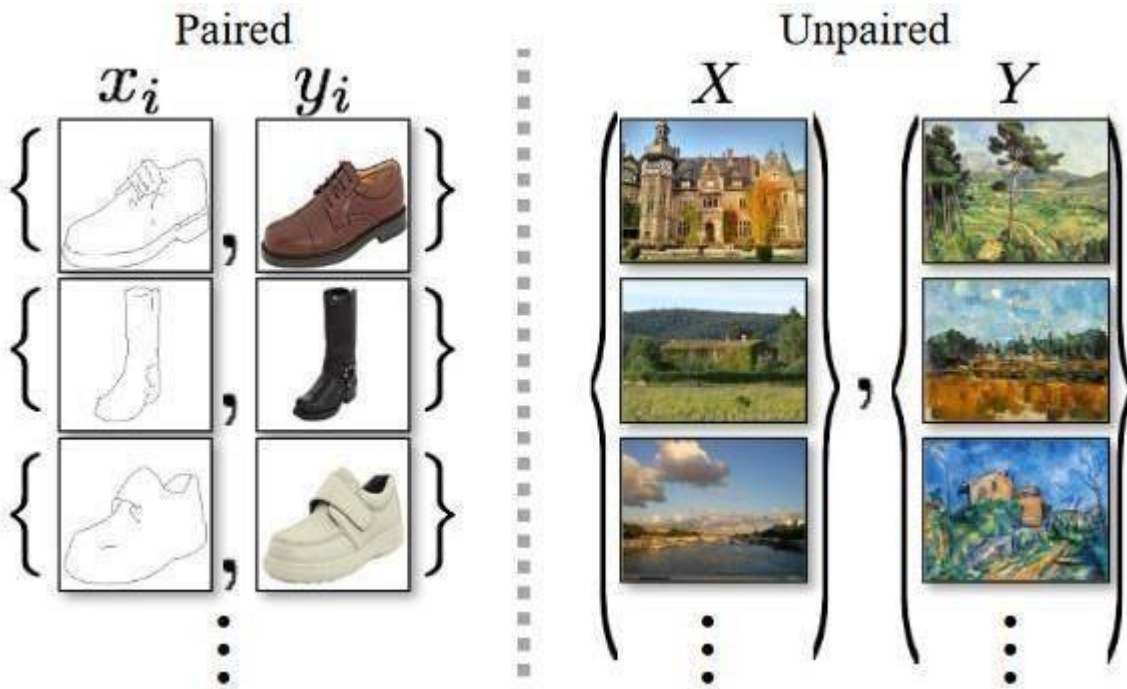 Paired
x_i y_i
{ , }
{ , }
{ , }
⋮
Unpaired
X Y
{ , }
⋮ ⋮